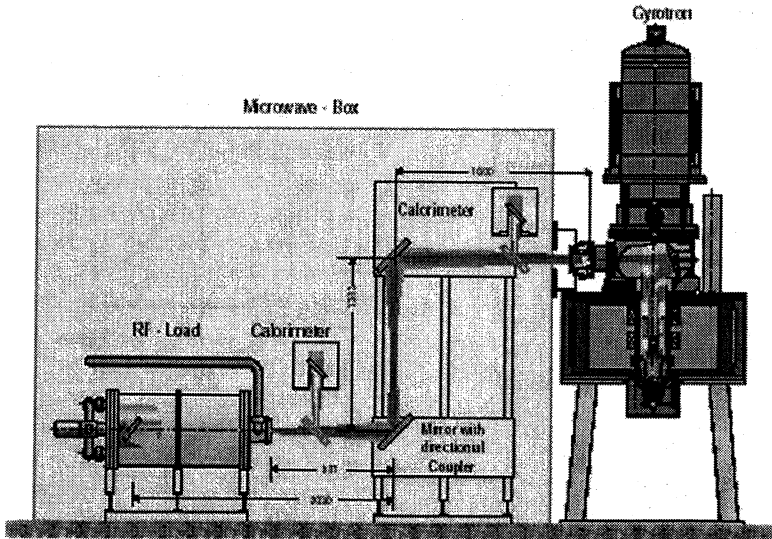 Gyrotron
Microwave - Box
Calorimeter
RF - Load
Calorimeter
Mirror with
directional
Coupler